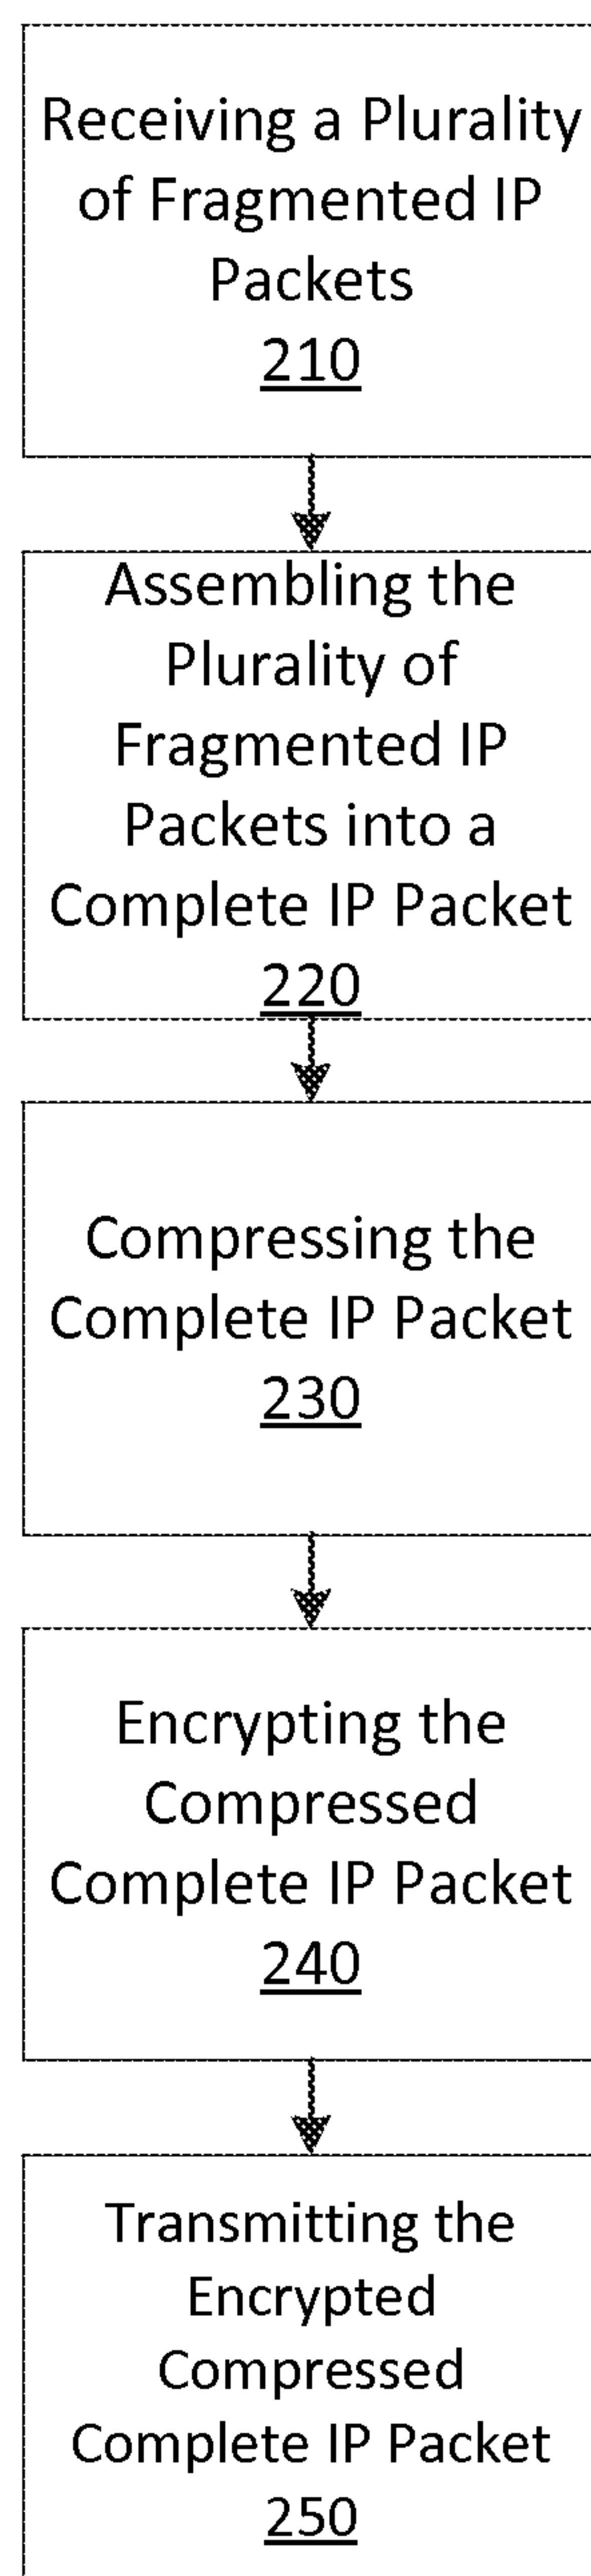 Receiving a Plurality
of Fragmented IP
Packets
210
Assembling the
Plurality of
Fragmented IP
Packets into a
Complete IP Packet
220
Compressing the
Complete IP Packet
230
Encrypting the
Compressed
Complete IP Packet
240
Transmitting the
Encrypted
Compressed
Complete IP Packet
250